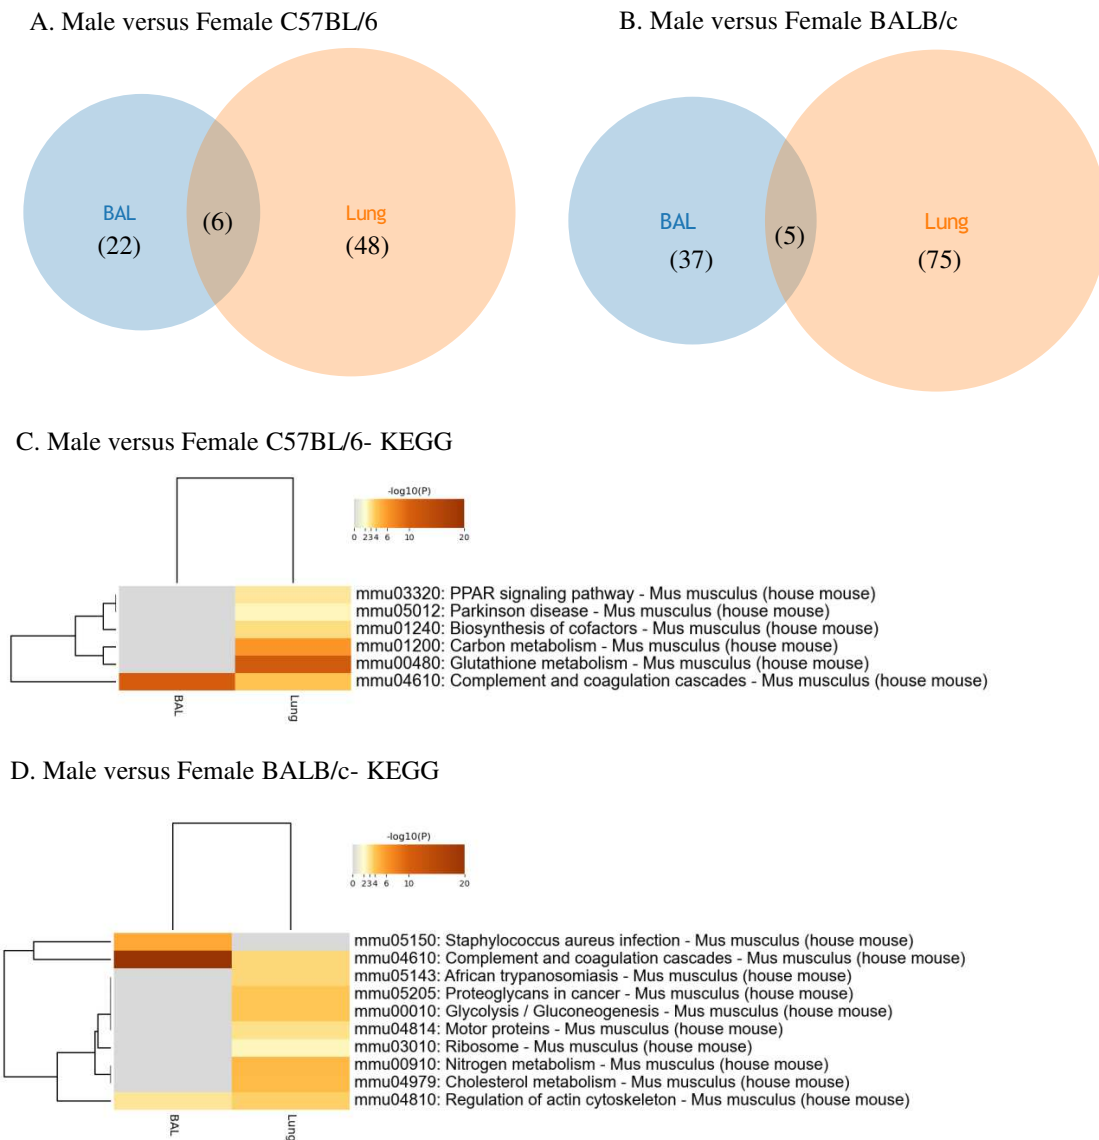 A. Male versus Female C57BL/6
B. Male versus Female BALB/c
BAL
(22)
(6)
Lung
(48)
BAL
(37)
(5)
Lung
(75)
C. Male versus Female C57BL/6- KEGG
-log10(P)
0 2 3 4 6 10 20
mmu03320: PPAR signaling pathway - Mus musculus (house mouse)
mmu05012: Parkinson disease - Mus musculus (house mouse)
mmu01240: Biosynthesis of cofactors - Mus musculus (house mouse)
mmu01200: Carbon metabolism - Mus musculus (house mouse)
mmu00480: Glutathione metabolism - Mus musculus (house mouse)
mmu04610: Complement and coagulation cascades - Mus musculus (house mouse)
BAL
Lung
D. Male versus Female BALB/c- KEGG
-log10(P)
0 2 3 4 6 10 20
mmu05150: Staphylococcus aureus infection - Mus musculus (house mouse)
mmu04610: Complement and coagulation cascades - Mus musculus (house mouse)
mmu05143: African trypanosomiasis - Mus musculus (house mouse)
mmu05205: Proteoglycans in cancer - Mus musculus (house mouse)
mmu00010: Glycolysis / Gluconeogenesis - Mus musculus (house mouse)
mmu04814: Motor proteins - Mus musculus (house mouse)
mmu03010: Ribosome - Mus musculus (house mouse)
mmu00910: Nitrogen metabolism - Mus musculus (house mouse)
mmu04979: Cholesterol metabolism - Mus musculus (house mouse)
mmu04810: Regulation of actin cytoskeleton - Mus musculus (house mouse)
BAL
Lung